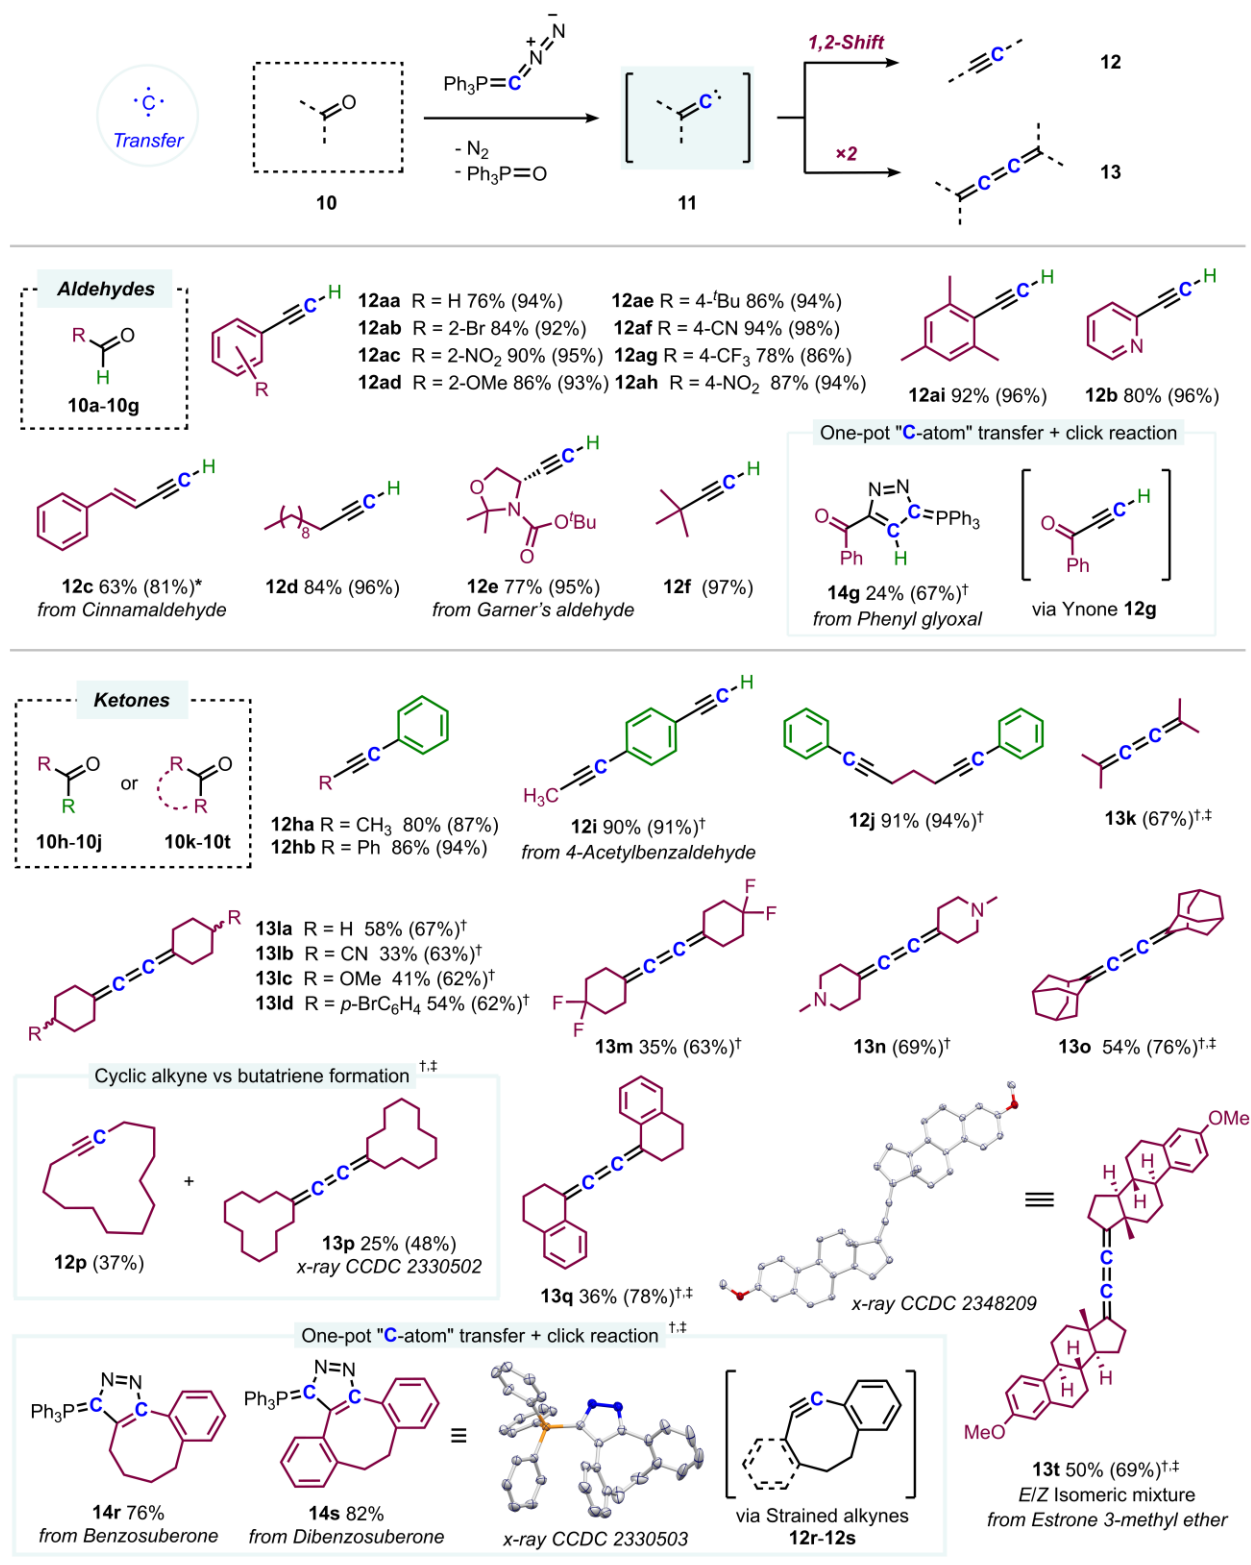 C
Transfer
O
10
Ph3P=C=N=N
+
−
- N2
- Ph3P=O
C:
11
1,2-Shift
C
12
×2
C C
13
Aldehydes
R O
H
10a-10g
C H
R
12aa R = H 76% (94%)
12ab R = 2-Br 84% (92%)
12ac R = 2-NO2 90% (95%)
12ad R = 2-OMe 86% (93%)
12ae R = 4-tBu 86% (94%)
12af R = 4-CN 94% (98%)
12ag R = 4-CF3 78% (86%)
12ah R = 4-NO2 87% (94%)
C H
12ai 92% (96%)
C H
N
12b 80% (96%)
C H
12c 63% (81%)*
from Cinnamaldehyde
C H
8
12d 84% (96%)
C H
O
N
OtBu
O
12e 77% (95%)
from Garner's aldehyde
C H
12f (97%)
One-pot "C-atom" transfer + click reaction
N=N
O C=PPh3
C
Ph H
14g 24% (67%)†
from Phenyl glyoxal
O C H
Ph
via Ynone 12g
Ketones
R O
R
or
R O
R
10h-10j
10k-10t
C
R
12ha R = CH3 80% (87%)
12hb R = Ph 86% (94%)
C H
C
H3C
12i 90% (91%)†
from 4-Acetylbenzaldehyde
C C
12j 91% (94%)†
C C
13k (67%)†,‡
R
C C
R
13la R = H 58% (67%)†
13lb R = CN 33% (63%)†
13lc R = OMe 41% (62%)†
13ld R = p-BrC6H4 54% (62%)†
F
F
C C
F
F
13m 35% (63%)†
N
C C
N
13n (69%)†
C C
13o 54% (76%)†,‡
Cyclic alkyne vs butatriene formation †,‡
C
12p (37%)
+
C C
13p 25% (48%)
x-ray CCDC 2330502
C C
13q 36% (78%)†,‡
x-ray CCDC 2348209
OMe
H
H H
C
C
C
H
H H
MeO
13t 50% (69%)†,‡
E/Z Isomeric mixture
from Estrone 3-methyl ether
One-pot "C-atom" transfer + click reaction †,‡
N=N
Ph3P=C C
14r 76%
from Benzosuberone
N=N
Ph3P=C C
14s 82%
from Dibenzosuberone
x-ray CCDC 2330503
C
via Strained alkynes
12r-12s